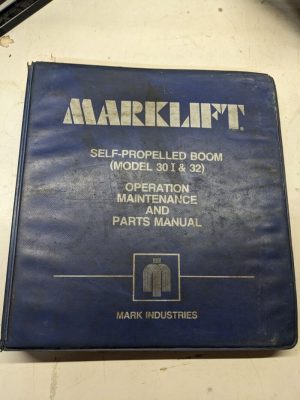 MARKLIFT®
SELF-PROPELLED BOOM
(MODEL 30 I & 32)
OPERATION
MAINTENANCE
AND
PARTS MANUAL
MARK INDUSTRIES